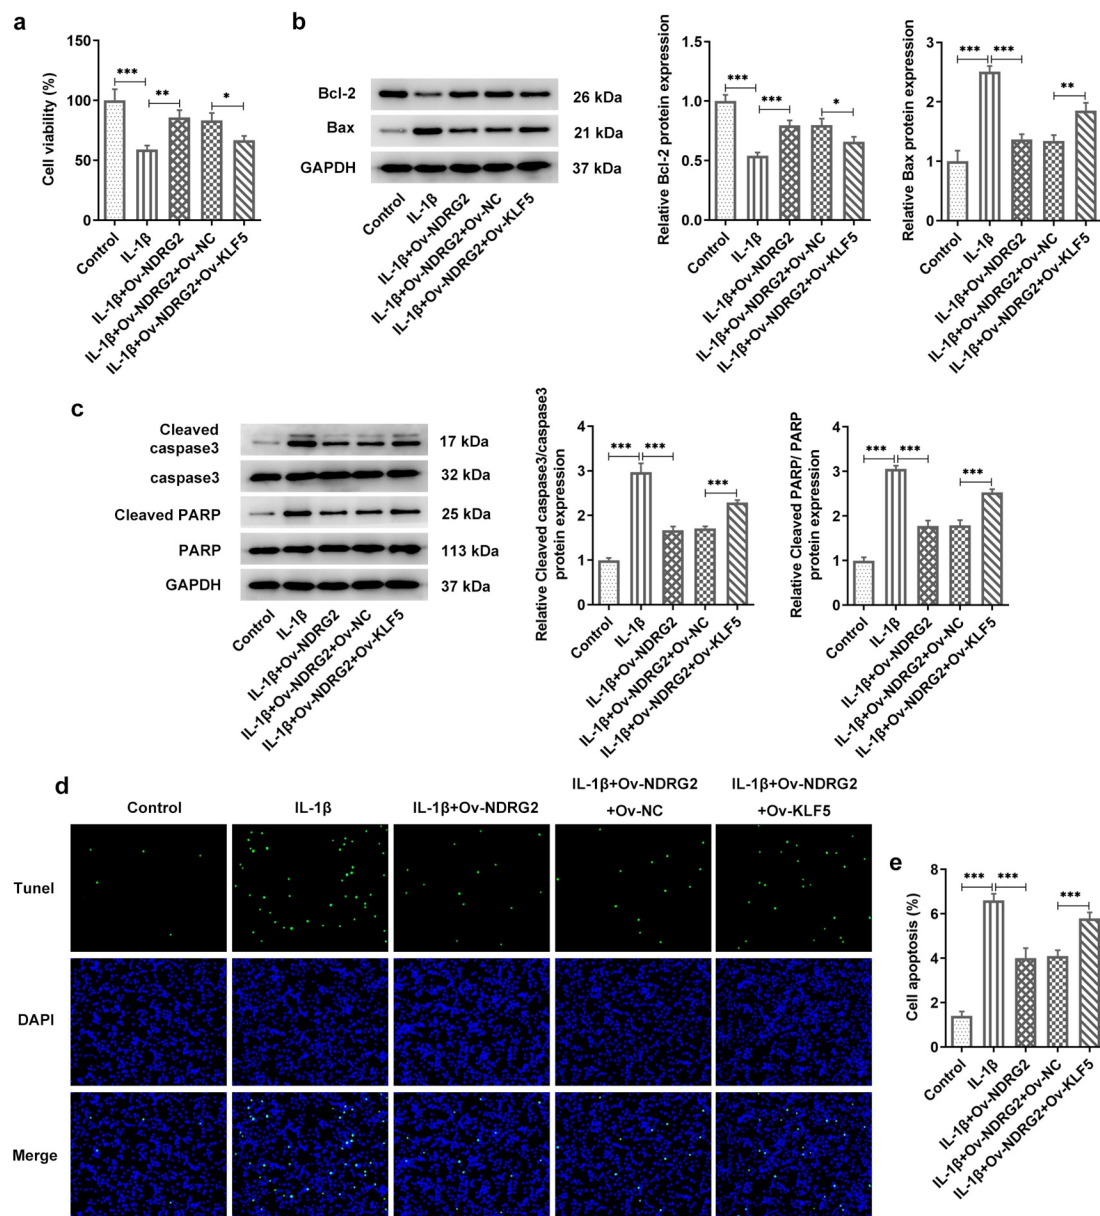 a
Cell viability (%)
150
100
50
0
***
**
*
Control
IL-1β
IL-1β+Ov-NDRG2
IL-1β+Ov-NDRG2+Ov-NC
IL-1β+Ov-NDRG2+Ov-KLF5
b
Bcl-2
26 kDa
Bax
21 kDa
GAPDH
37 kDa
Control
IL-1β
IL-1β+Ov-NDRG2
IL-1β+Ov-NDRG2+Ov-NC
IL-1β+Ov-NDRG2+Ov-KLF5
Relative Bcl-2 protein expression
1.5
1.0
0.5
0.0
***
***
*
Control
IL-1β
IL-1β+Ov-NDRG2
IL-1β+Ov-NDRG2+Ov-NC
IL-1β+Ov-NDRG2+Ov-KLF5
Relative Bax protein expression
3
2
1
0
***
***
**
Control
IL-1β
IL-1β+Ov-NDRG2
IL-1β+Ov-NDRG2+Ov-NC
IL-1β+Ov-NDRG2+Ov-KLF5
c
Cleaved
caspase3
17 kDa
caspase3
32 kDa
Cleaved PARP
25 kDa
PARP
113 kDa
GAPDH
37 kDa
Control
IL-1β
IL-1β+Ov-NDRG2
IL-1β+Ov-NDRG2+Ov-NC
IL-1β+Ov-NDRG2+Ov-KLF5
Relative Cleaved caspase3/caspase3
protein expression
4
3
2
1
0
***
***
***
Control
IL-1β
IL-1β+Ov-NDRG2
IL-1β+Ov-NDRG2+Ov-NC
IL-1β+Ov-NDRG2+Ov-KLF5
Relative Cleaved PARP/ PARP
protein expression
4
3
2
1
0
***
***
***
Control
IL-1β
IL-1β+Ov-NDRG2
IL-1β+Ov-NDRG2+Ov-NC
IL-1β+Ov-NDRG2+Ov-KLF5
d
Control
IL-1β
IL-1β+Ov-NDRG2
IL-1β+Ov-NDRG2
+Ov-NC
IL-1β+Ov-NDRG2
+Ov-KLF5
Tunel
DAPI
Merge
e
Cell apoptosis (%)
8
6
4
2
0
***
***
***
Control
IL-1β
IL-1β+Ov-NDRG2
IL-1β+Ov-NDRG2+Ov-NC
IL-1β+Ov-NDRG2+Ov-KLF5